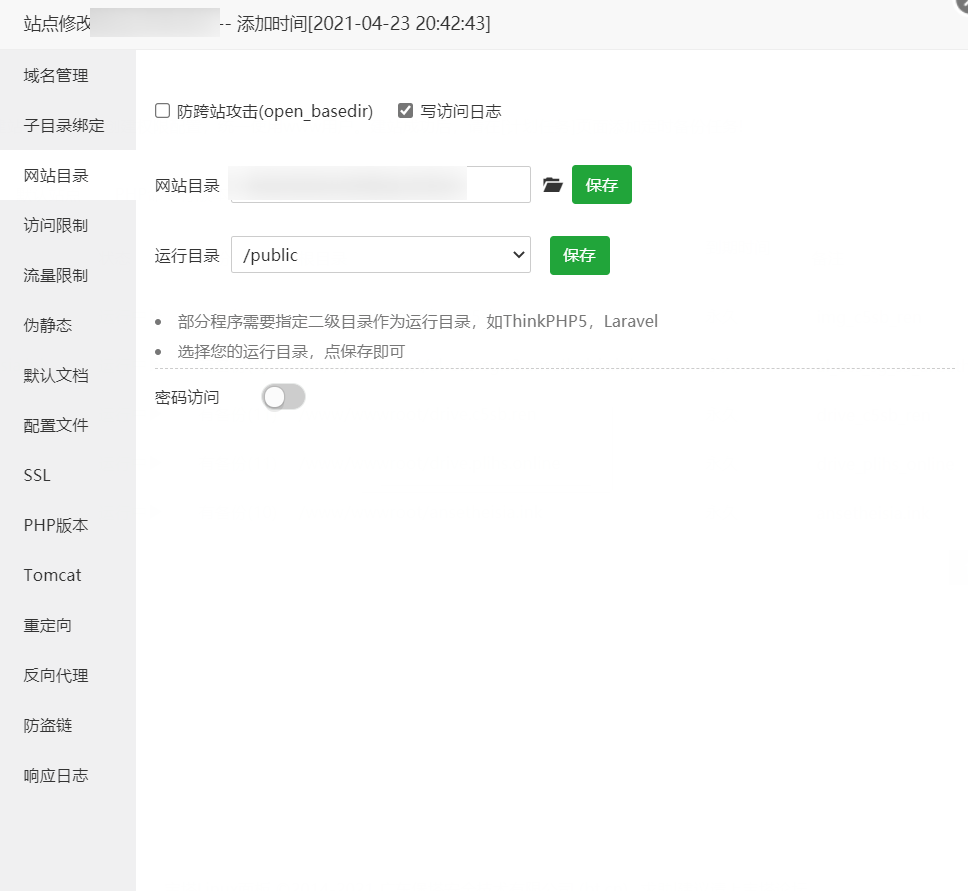 站点修改 -- 添加时间[2021-04-23 20:42:43]
域名管理
子目录绑定
网站目录
访问限制
流量限制
伪静态
默认文档
配置文件
SSL
PHP版本
Tomcat
重定向
反向代理
防盗链
响应日志
防跨站攻击(open_basedir) 写访问日志
网站目录 保存
运行目录 /public 保存
部分程序需要指定二级目录作为运行目录，如ThinkPHP5，Laravel
选择您的运行目录，点保存即可
密码访问